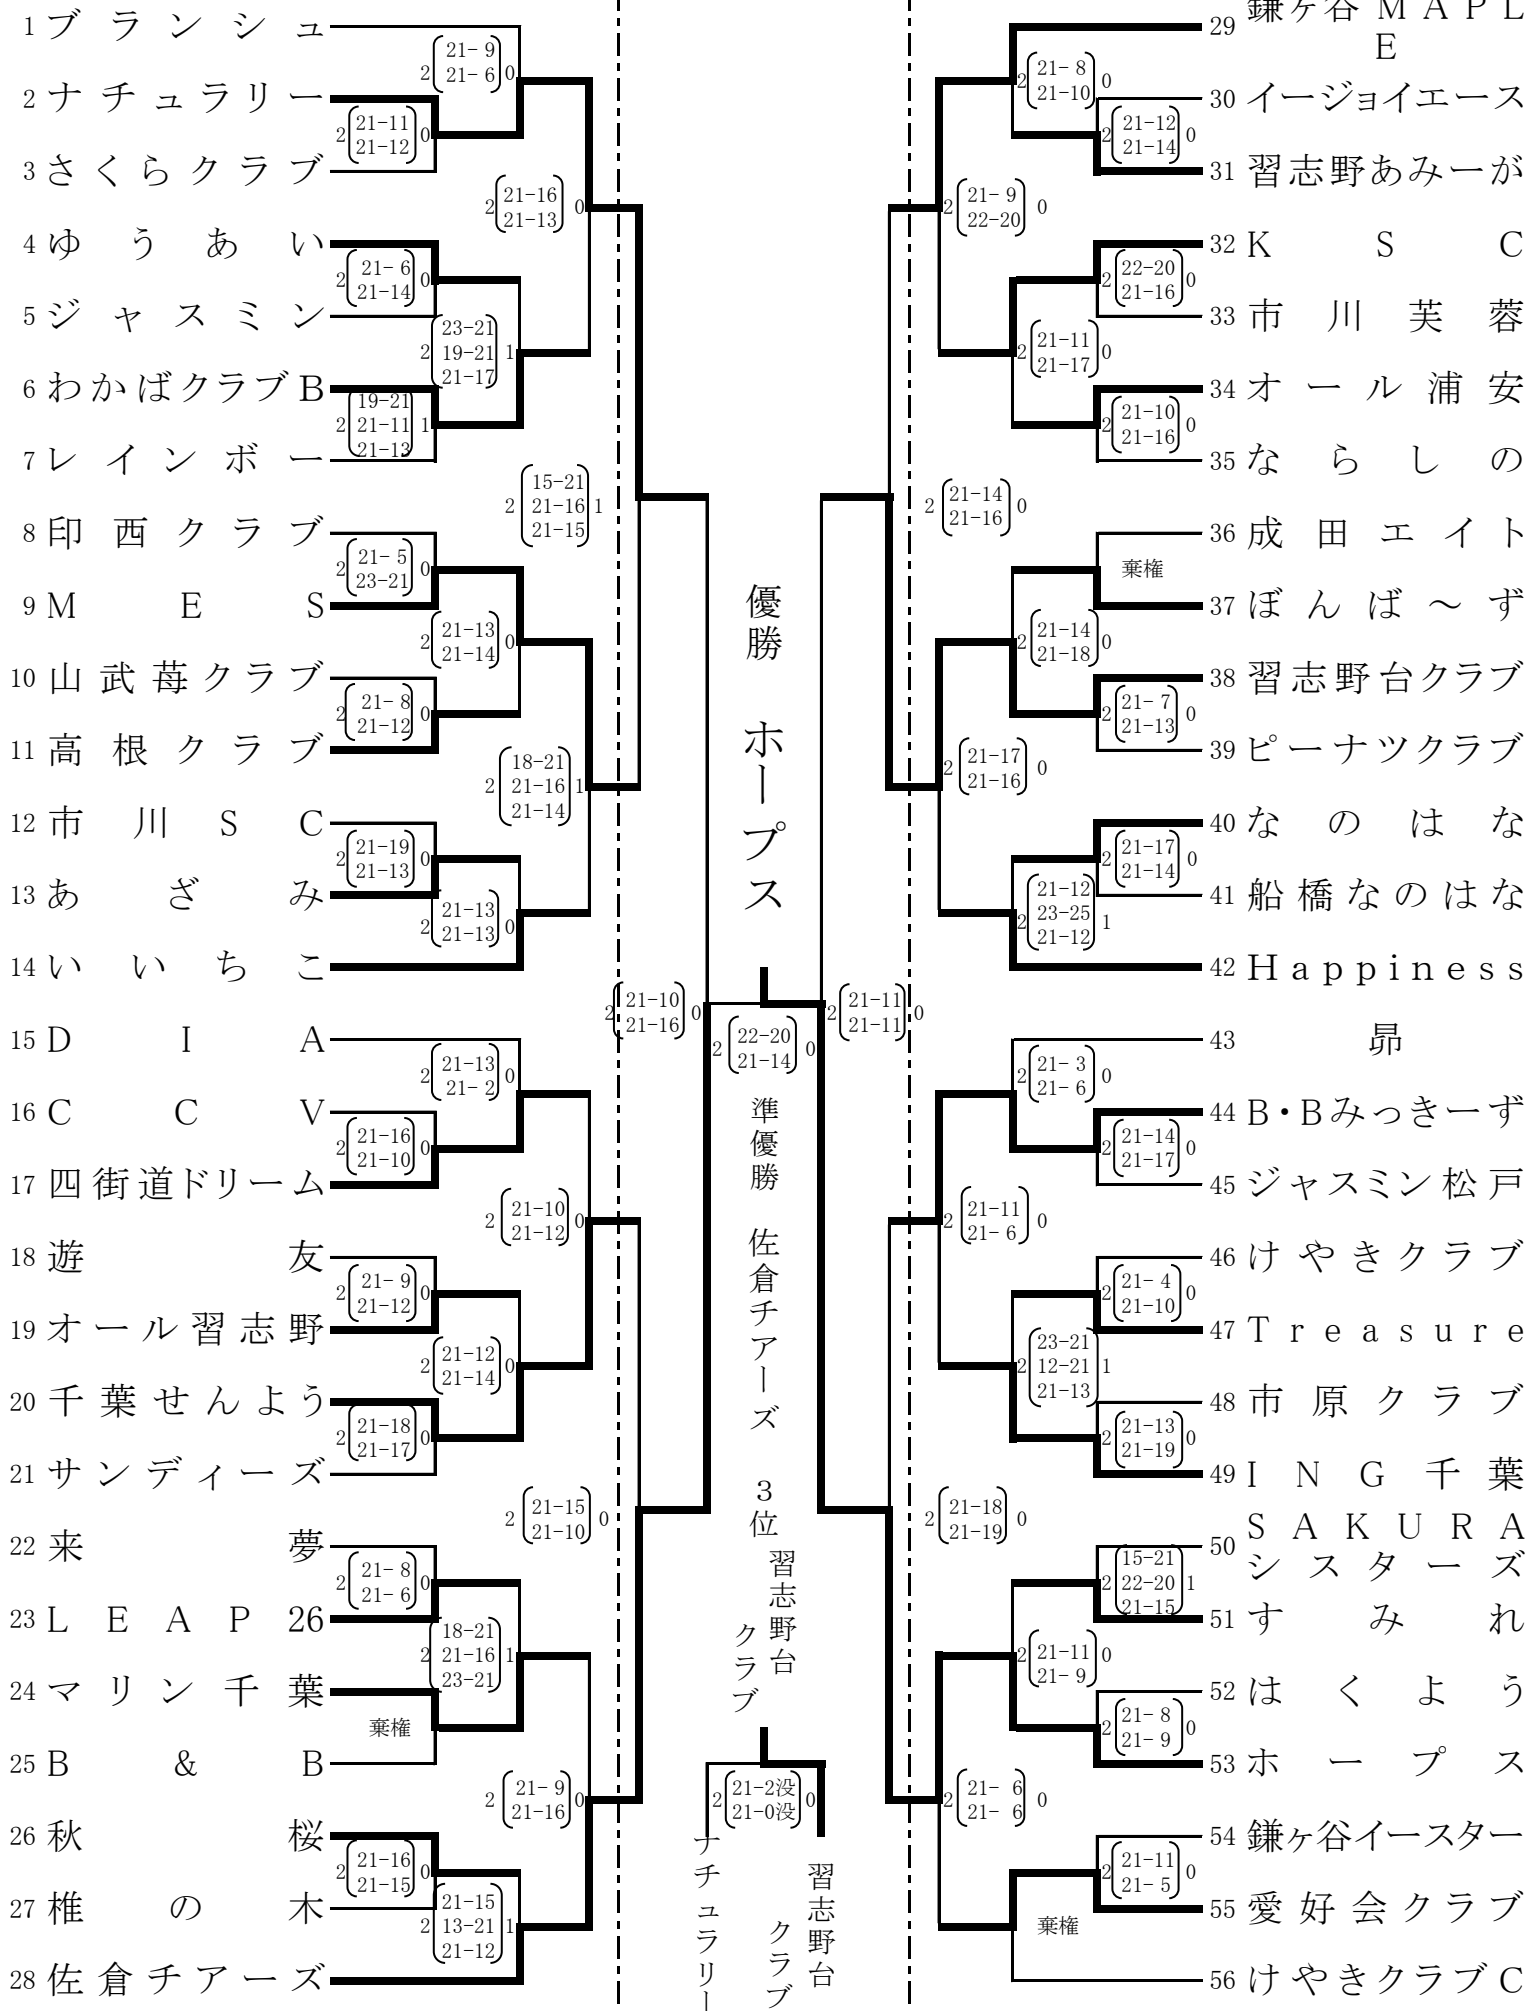 1 ブランシュ
2 ナチュラリー
3 さくらクラブ
4 ゆうあい
5 ジャスミン
6 わかばクラブB
7 レインボー
8 印西クラブ
9 MES
10 山武苺クラブ
11 高根クラブ
12 市川SC
13 あざみ
14 いいちこ
15 DIA
16 CCV
17 四街道ドリーム
18 遊友
19 オール習志野
20 千葉せんよう
21 サンディーズ
22 来夢
23 LEAP26
24 マリン千葉
25 B&B
26 秋桜
27 椎の木
28 佐倉チアーズ
2 21-11 0
21-12
2 21-6 0
21-14
2 19-21 1
21-11
21-13
2 21-5 0
23-21
2 21-8 0
21-12
2 21-19 0
21-13
2 21-16 0
21-10
2 21-9 0
21-12
2 21-18 0
21-17
2 21-8 0
21-6
棄権
2 21-16 0
21-15
2 21-9 0
21-6
2 23-21 1
19-21
21-17
2 21-13 0
21-14
2 21-13 0
21-13
2 21-13 0
21-2
2 21-12 0
21-14
2 18-21 1
21-16
23-21
2 21-15 1
13-21
21-12
2 21-16 0
21-13
2 18-21 1
21-16
21-14
2 21-10 0
21-12
2 21-9 0
21-16
2 15-21 1
21-16
21-15
2 21-15 0
21-10
2 21-10 0
21-16
優勝 ホープス
2 22-20 0
21-14
準優勝 佐倉チアーズ 3位
習志野台
クラブ
2 21-2没 0
21-0没
ナチュラリー
習志野台
クラブ
2 21-11 0
21-11
2 21-14 0
21-16
2 21-18 0
21-19
2 21-9 0
22-20
2 21-17 0
21-16
2 21-11 0
21-6
2 21-6 0
21-6
2 21-8 0
21-10
2 21-11 0
21-17
2 21-14 0
21-18
2 21-12 1
23-25
21-12
2 21-3 0
21-6
2 23-21 1
12-21
21-13
2 21-11 0
21-9
棄権
2 21-12 0
21-14
2 22-20 0
21-16
2 21-10 0
21-16
棄権
2 21-7 0
21-13
2 21-17 0
21-14
2 21-14 0
21-17
2 21-4 0
21-10
2 21-13 0
21-19
2 15-21 1
22-20
21-15
2 21-8 0
21-9
2 21-11 0
21-5
29 鎌ヶ谷MAPL
E
30 イージョイエース
31 習志野あみーが
32 KSC
33 市川芙蓉
34 オール浦安
35 ならしの
36 成田エイト
37 ぼんば～ず
38 習志野台クラブ
39 ピーナツクラブ
40 なのはな
41 船橋なのはな
42 Happiness
43 昴
44 B・Bみっきーず
45 ジャスミン松戸
46 けやきクラブ
47 Treasure
48 市原クラブ
49 ING千葉
50 SAKURA
シスターズ
51 すみれ
52 はくよう
53 ホープス
54 鎌ヶ谷イースター
55 愛好会クラブ
56 けやきクラブC